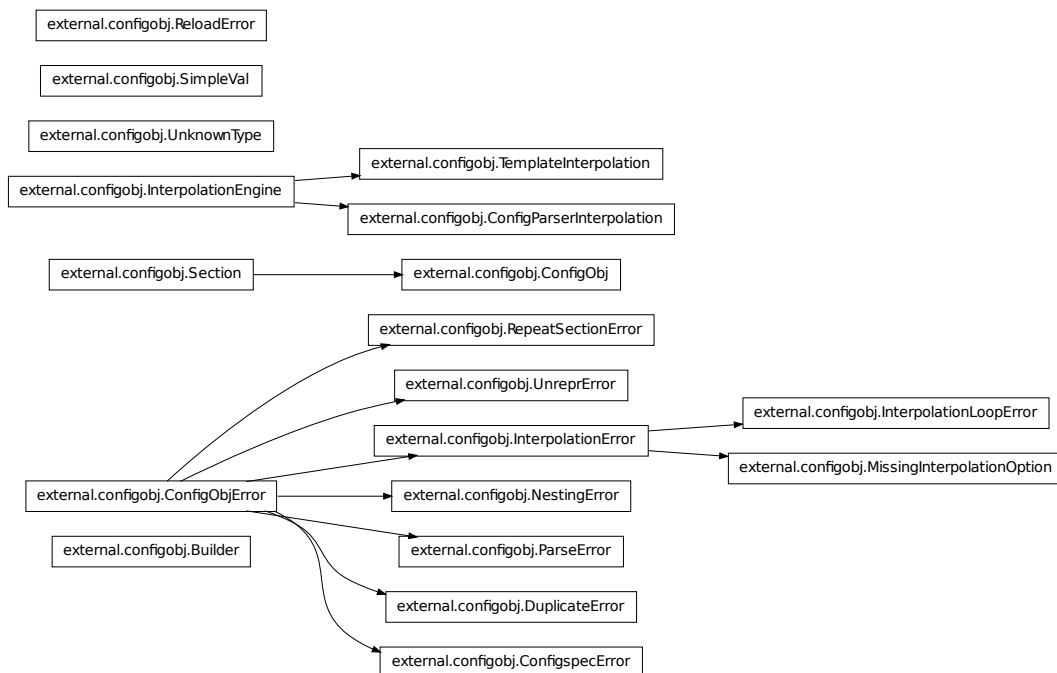 external.configobj.ReloadError
external.configobj.SimpleVal
external.configobj.UnknownType
external.configobj.TemplateInterpolation
external.configobj.InterpolationEngine
external.configobj.ConfigParserInterpolation
external.configobj.Section
external.configobj.ConfigObj
external.configobj.RepeatSectionError
external.configobj.UnreprError
external.configobj.InterpolationLoopError
external.configobj.InterpolationError
external.configobj.MissingInterpolationOption
external.configobj.ConfigObjError
external.configobj.NestingError
external.configobj.Builder
external.configobj.ParseError
external.configobj.DuplicateError
external.configobj.ConfigspecError